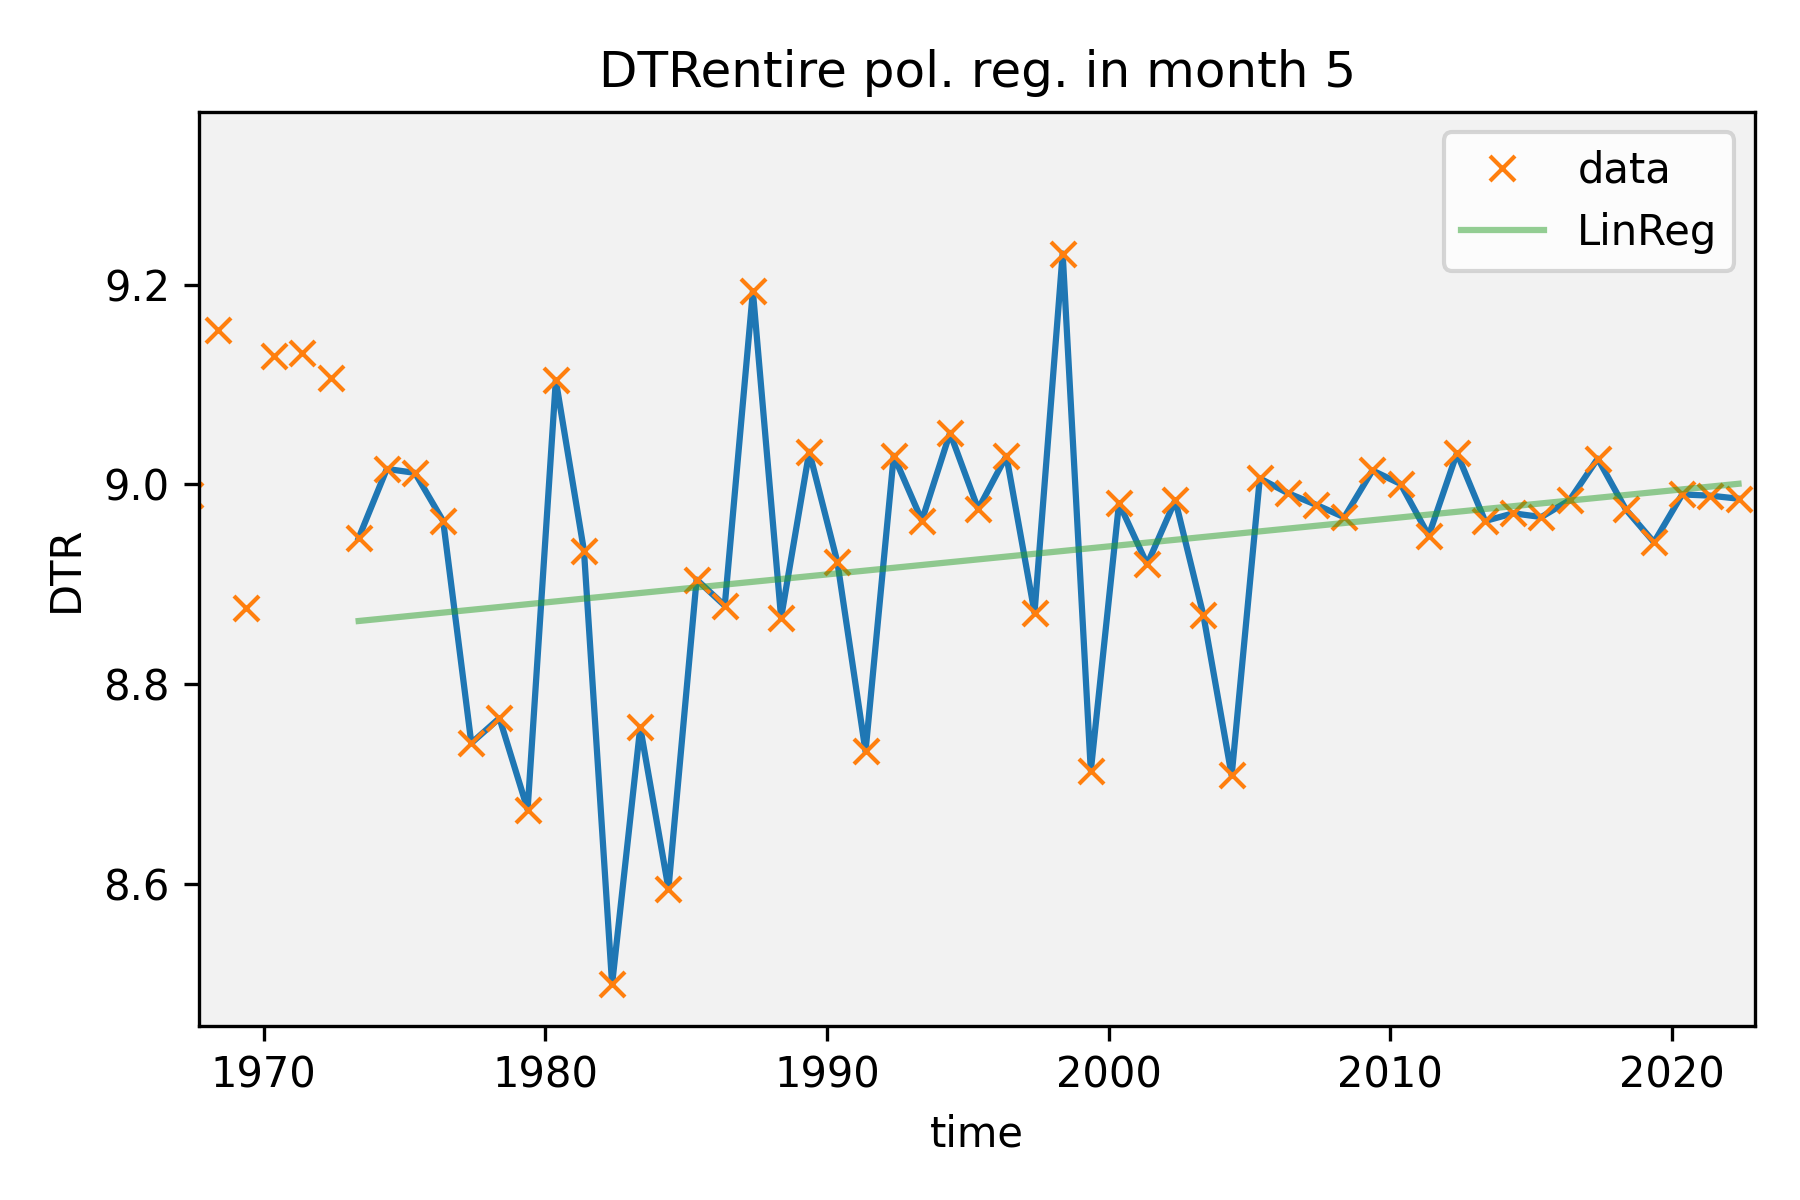 DTRentire pol. reg. in month 5
data
LinReg
DTR
9.2
9.0
8.8
8.6
1970 1980 1990 2000 2010 2020
time